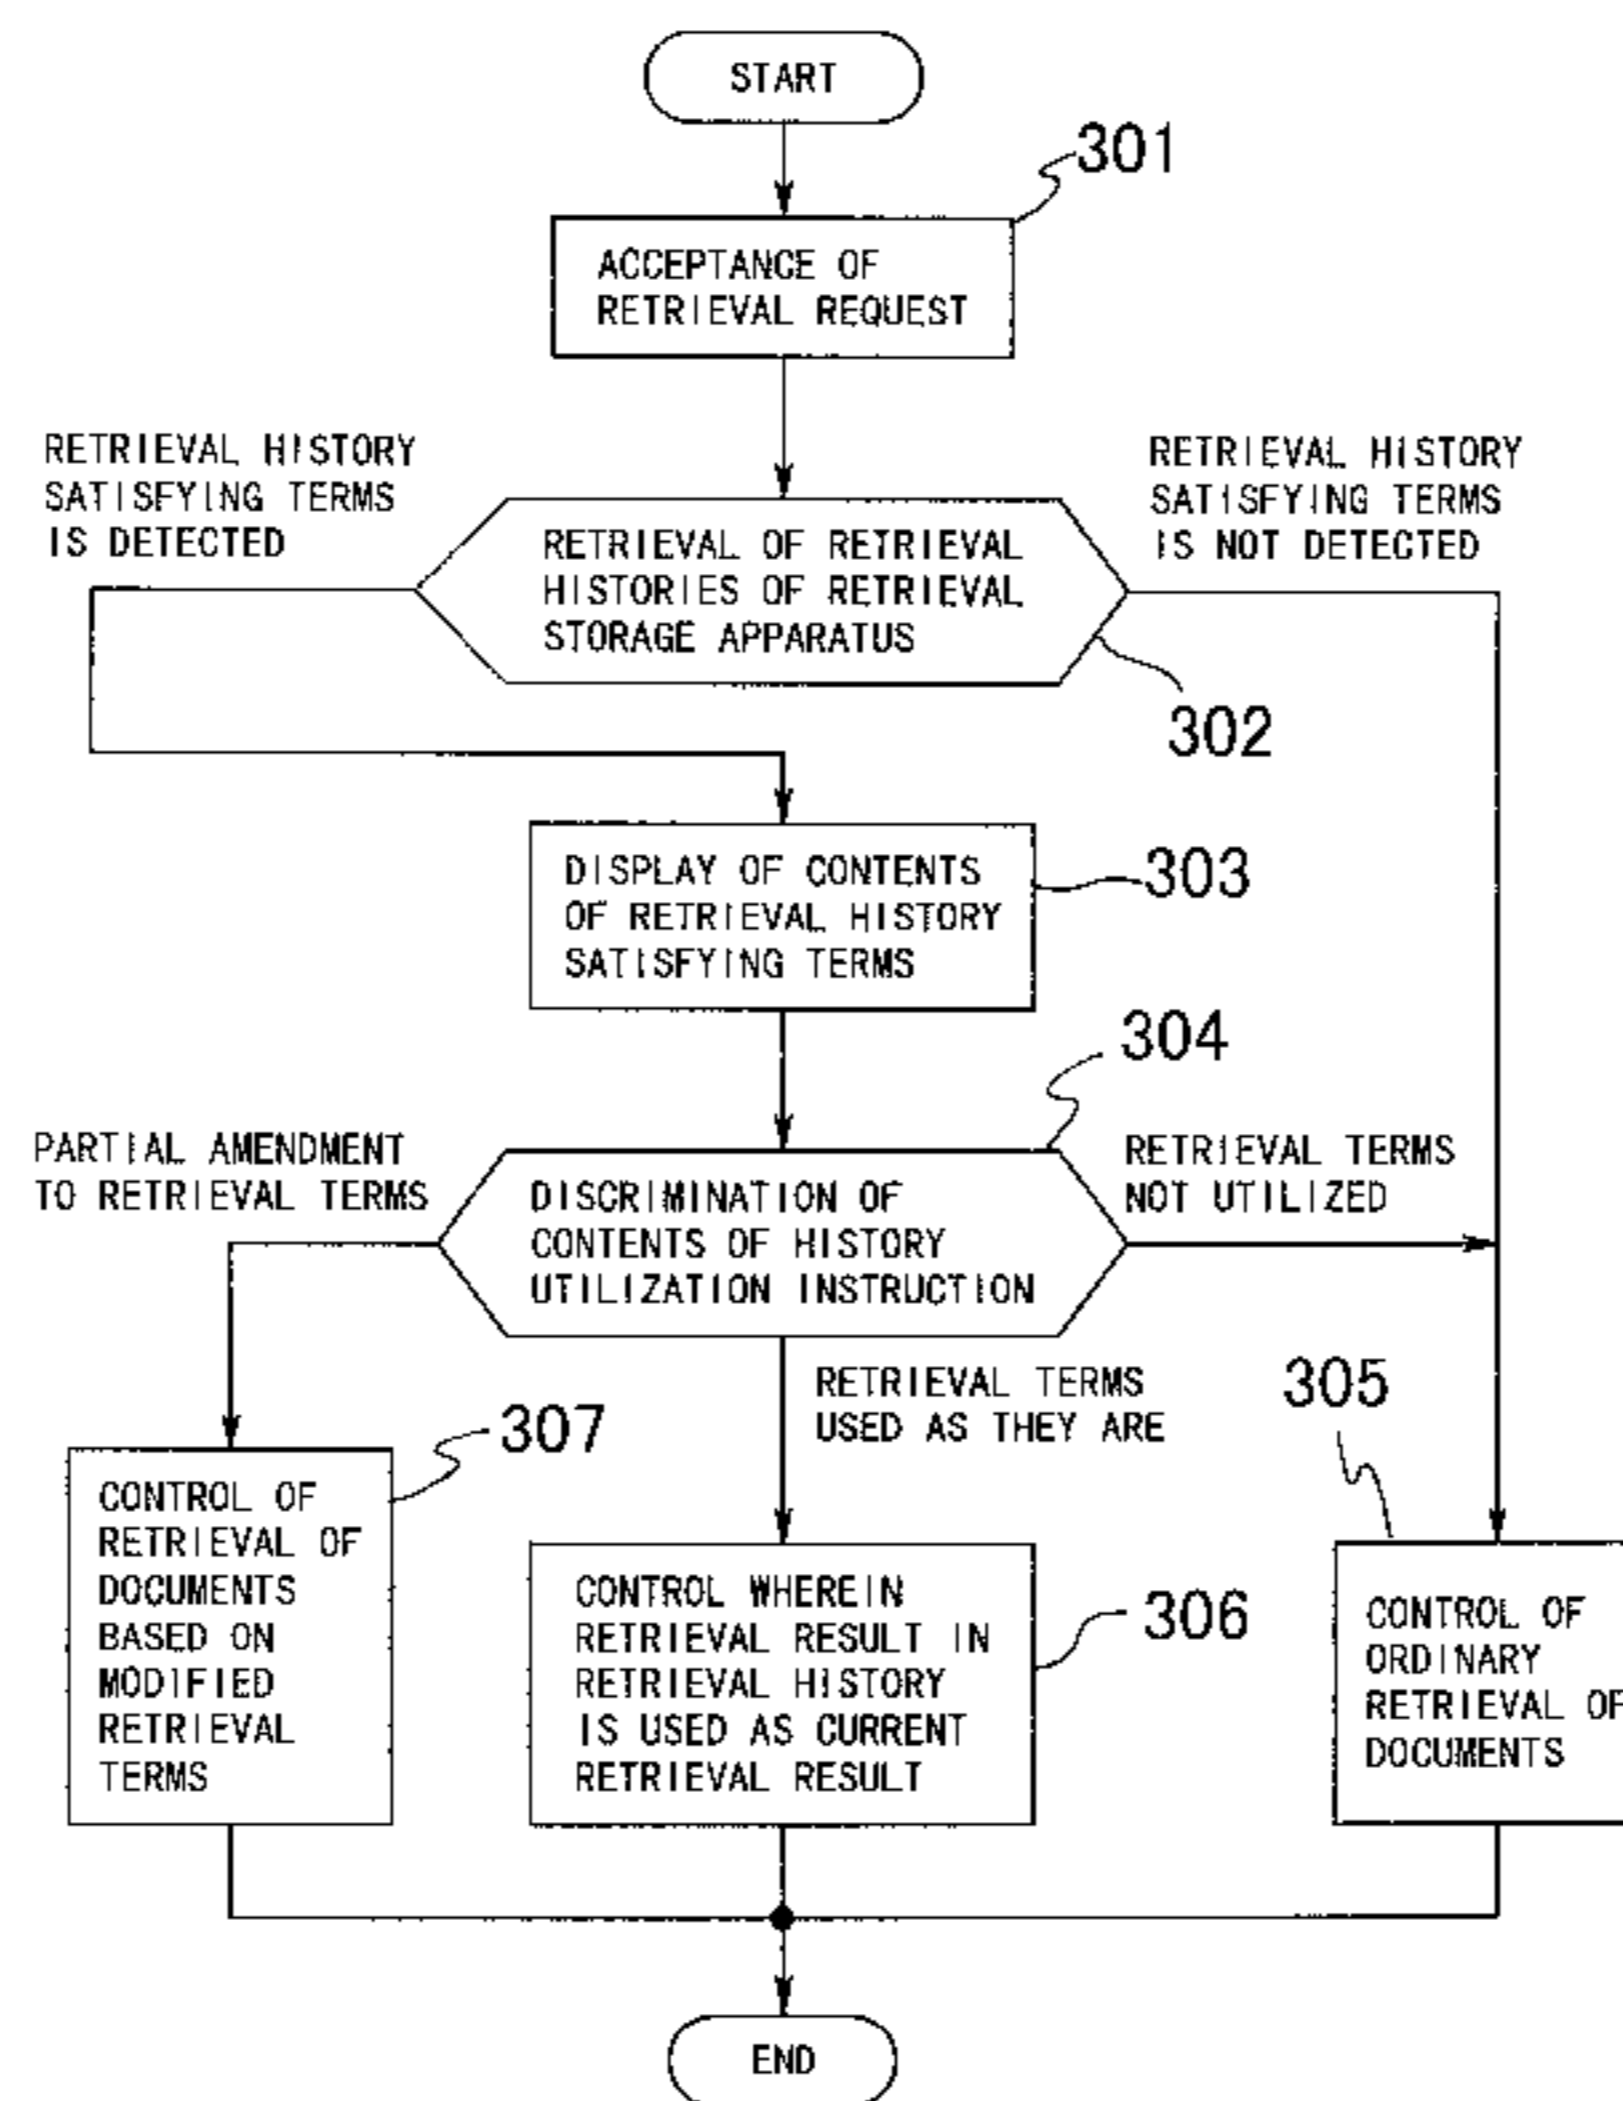 START
301
ACCEPTANCE OF
RETRIEVAL REQUEST
RETRIEVAL HISTORY
SATISFYING TERMS
IS DETECTED
RETRIEVAL HISTORY
SATISFYING TERMS
IS NOT DETECTED
RETRIEVAL OF RETRIEVAL
HISTORIES OF RETRIEVAL
STORAGE APPARATUS
302
DISPLAY OF CONTENTS
OF RETRIEVAL HISTORY
SATISFYING TERMS
303
304
PARTIAL AMENDMENT
TO RETRIEVAL TERMS
DISCRIMINATION OF
CONTENTS OF HISTORY
UTILIZATION INSTRUCTION
RETRIEVAL TERMS
NOT UTILIZED
RETRIEVAL TERMS
USED AS THEY ARE
307
305
CONTROL OF
RETRIEVAL OF
DOCUMENTS
BASED ON
MODIFIED
RETRIEVAL
TERMS
CONTROL WHEREIN
RETRIEVAL RESULT IN
RETRIEVAL HISTORY
IS USED AS CURRENT
RETRIEVAL RESULT
306
CONTROL OF
ORDINARY
RETRIEVAL OF
DOCUMENTS
END